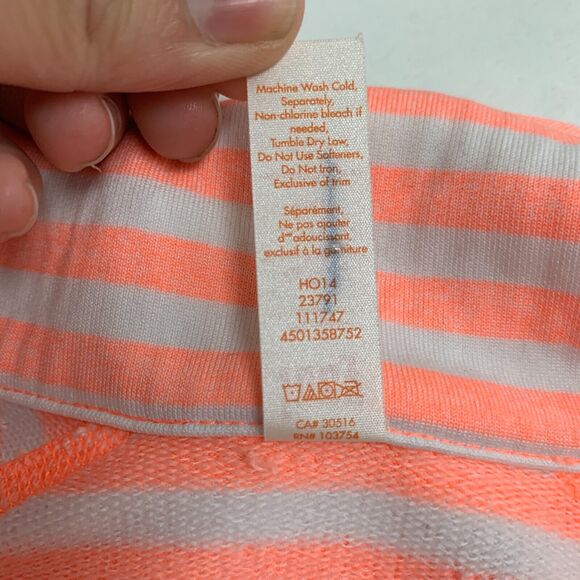 Machine Wash Cold,
Separately,
Non-chlorine bleach if
needed,
Tumble Dry Low,
Do Not Use Softeners,
Do Not Iron,
Exclusive of trim
Séparément,
Ne pas ajouter
d'"adoucissant,
exclusif à la garniture
HO14
23791
111747
4501358752
CA# 30516
RN# 103754